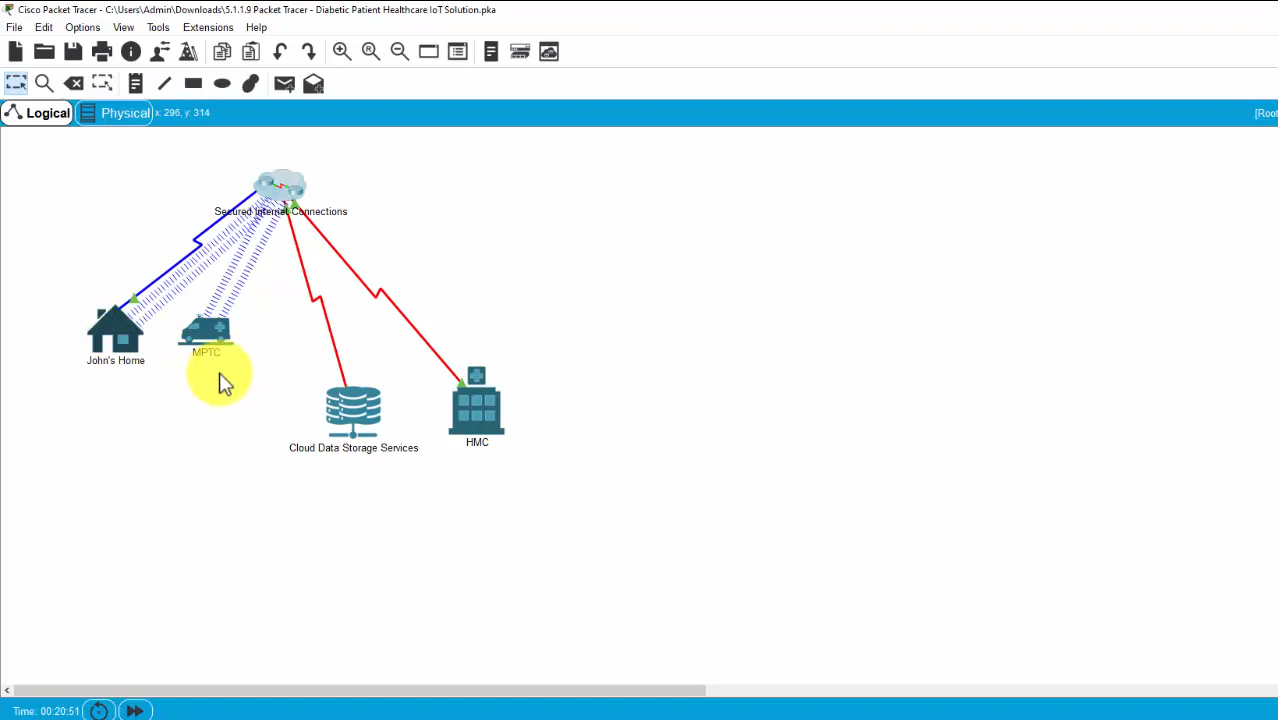 Cisco Packet Tracer - C:\Users\Admin\Downloads\5.1.1.9 Packet Tracer - Diabetic Patient Healthcare IoT Solution.pka
File Edit Options View Tools Extensions Help
Logical Physical x: 296, y: 314 [Root
Secured Internet Connections
MPTC
John's Home
HMC
Cloud Data Storage Services
Time: 00:20:51